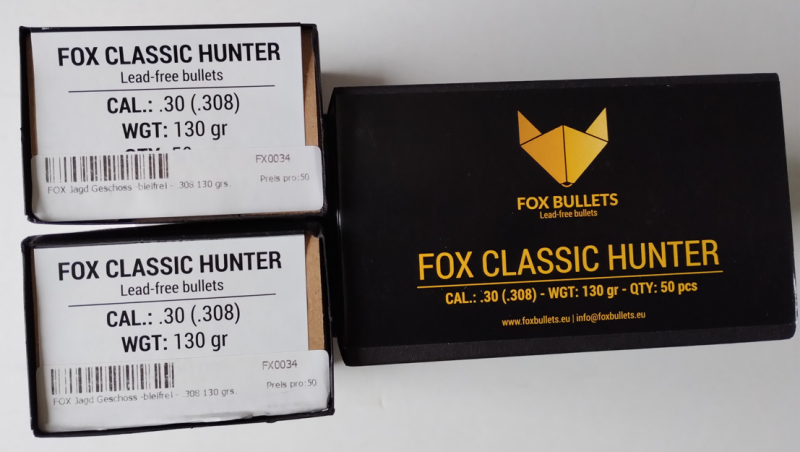 FOX CLASSIC HUNTER
Lead-free bullets
CAL.: .30 (.308)
WGT: 130 gr
QTY: 50
FX0034
FOX Jagd Geschoss -bleifrei - .308 130 grs.
Preis pro:50
FOX CLASSIC HUNTER
Lead-free bullets
CAL.: .30 (.308)
WGT: 130 gr
FX0034
FOX Jagd Geschoss -bleifrei - .308 130 grs.
Preis pro:50
FOX BULLETS
Lead-free bullets
FOX CLASSIC HUNTER
CAL.: .30 (.308) - WGT: 130 gr - QTY: 50 pcs
www.foxbullets.eu | info@foxbullets.eu